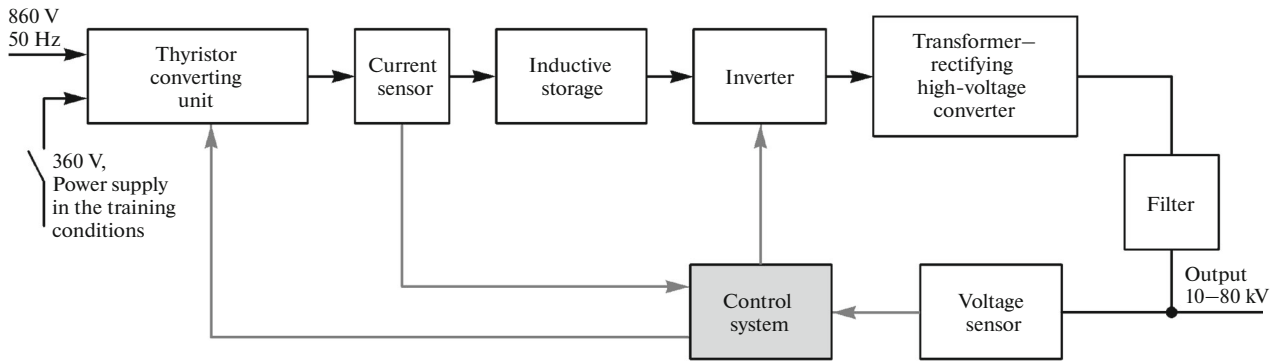 860 V
50 Hz
Thyristor
converting
unit
Current
sensor
Inductive
storage
Inverter
Transformer–
rectifying
high-voltage
converter
360 V,
Power supply
in the training
conditions
Filter
Control
system
Voltage
sensor
Output
10–80 kV